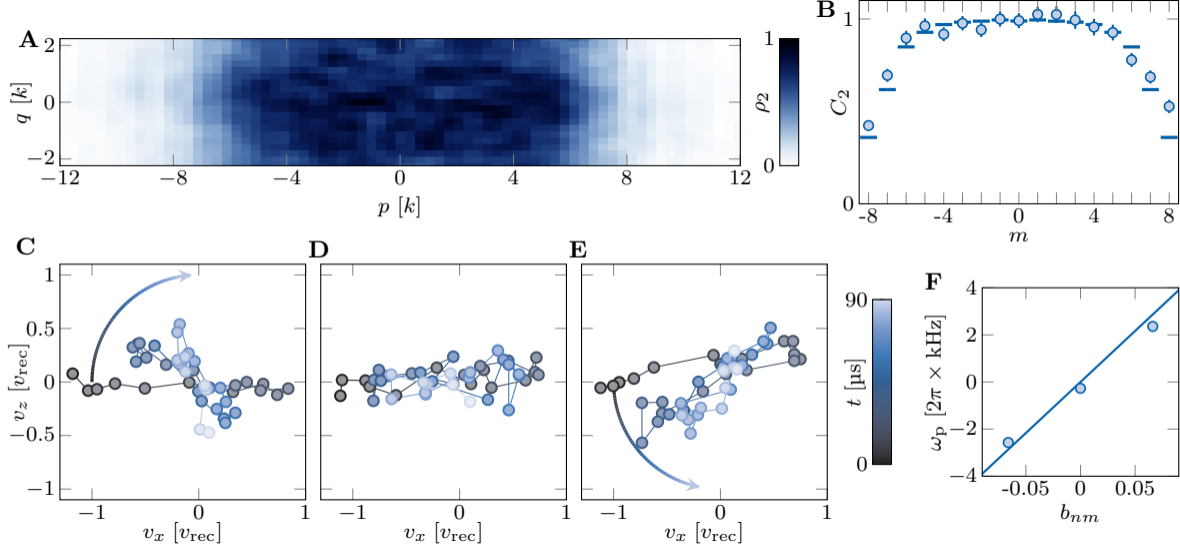 A
2
0
−2
q [k]
−12
−8
−4
0
4
8
12
p [k]
1
0
ρ2
B
1
0
C2
-8
-4
0
4
8
m
C
1
0.5
0
−0.5
−1
vz [vrec]
−1
0
1
vx [vrec]
D
−1
0
1
vx [vrec]
E
−1
0
1
vx [vrec]
90
0
t [µs]
F
4
2
0
−2
−4
ωp [2π × kHz]
-0.05
0
0.05
bnm